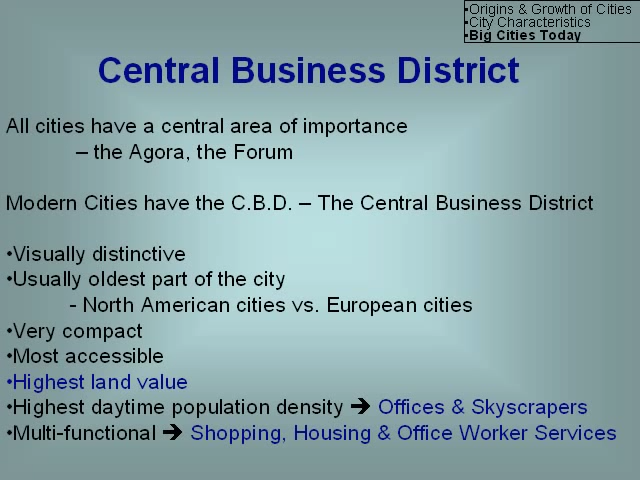 •Origins & Growth of Cities
•City Characteristics
•Big Cities Today
Central Business District
All cities have a central area of importance
– the Agora, the Forum
Modern Cities have the C.B.D. – The Central Business District
•Visually distinctive
•Usually oldest part of the city
- North American cities vs. European cities
•Very compact
•Most accessible
•Highest land value
•Highest daytime population density ➔ Offices & Skyscrapers
•Multi-functional ➔ Shopping, Housing & Office Worker Services